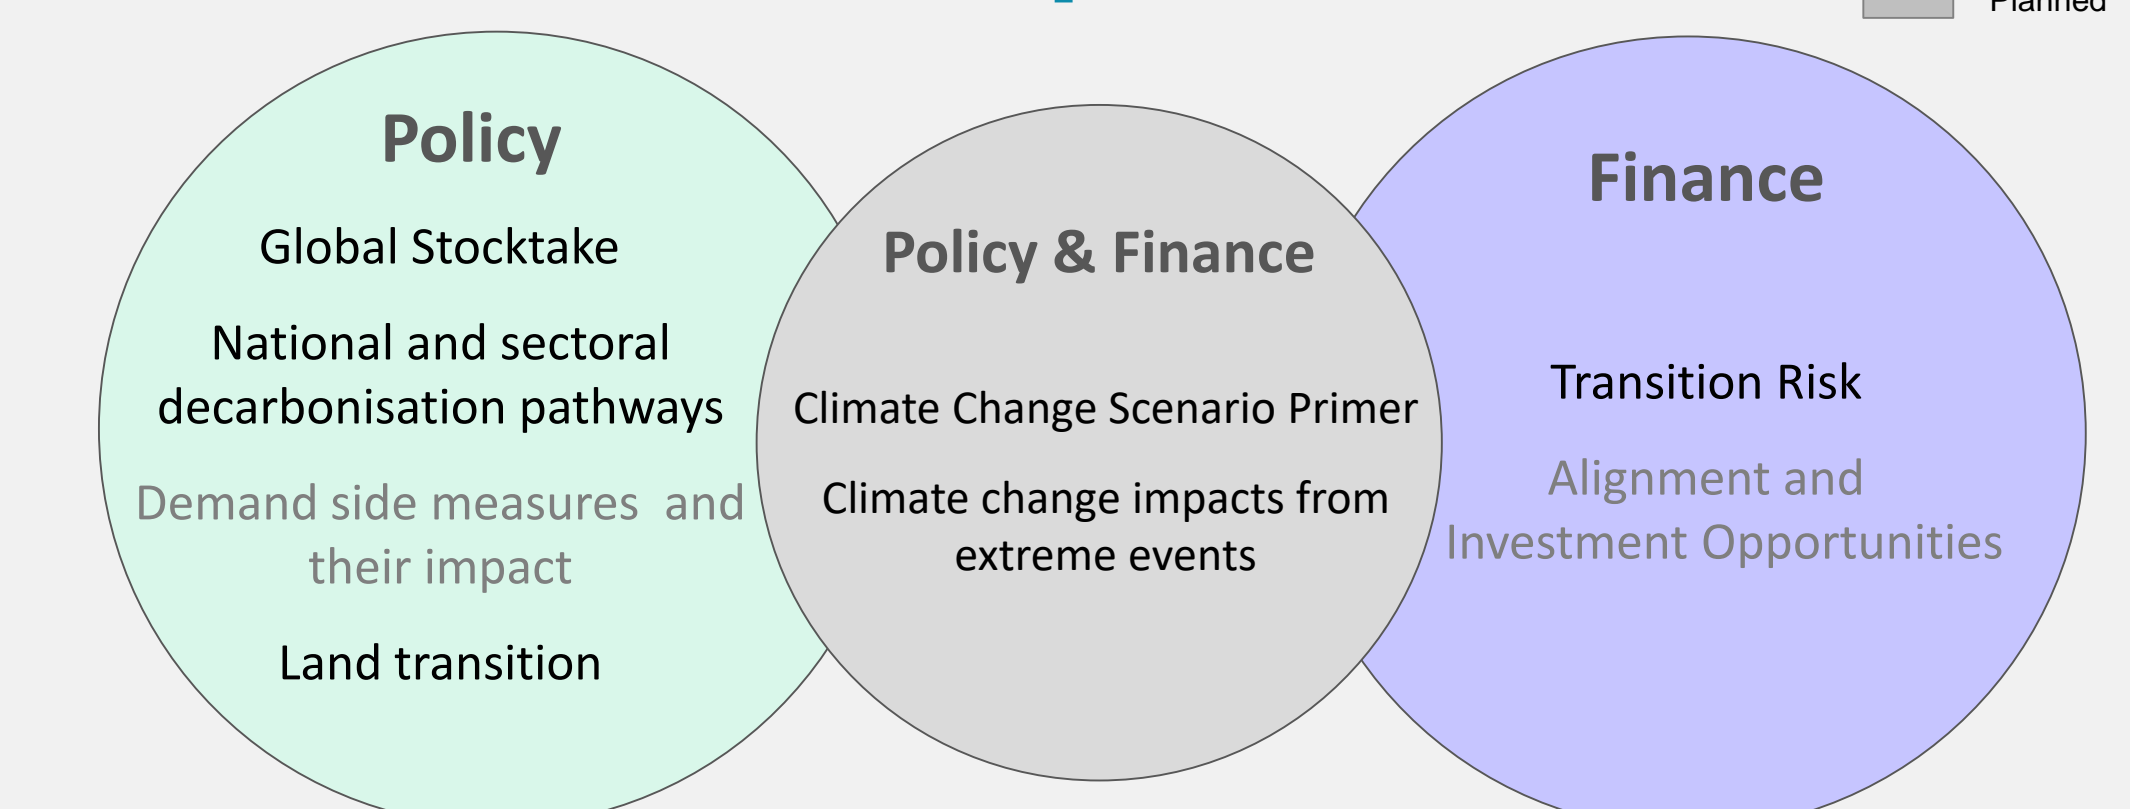 Planned
Policy
Global Stocktake
National and sectoral
decarbonisation pathways
Demand side measures  and
their impact
Land transition
Policy & Finance
Climate Change Scenario Primer
Climate change impacts from
extreme events
Finance
Transition Risk
Alignment and
Investment Opportunities